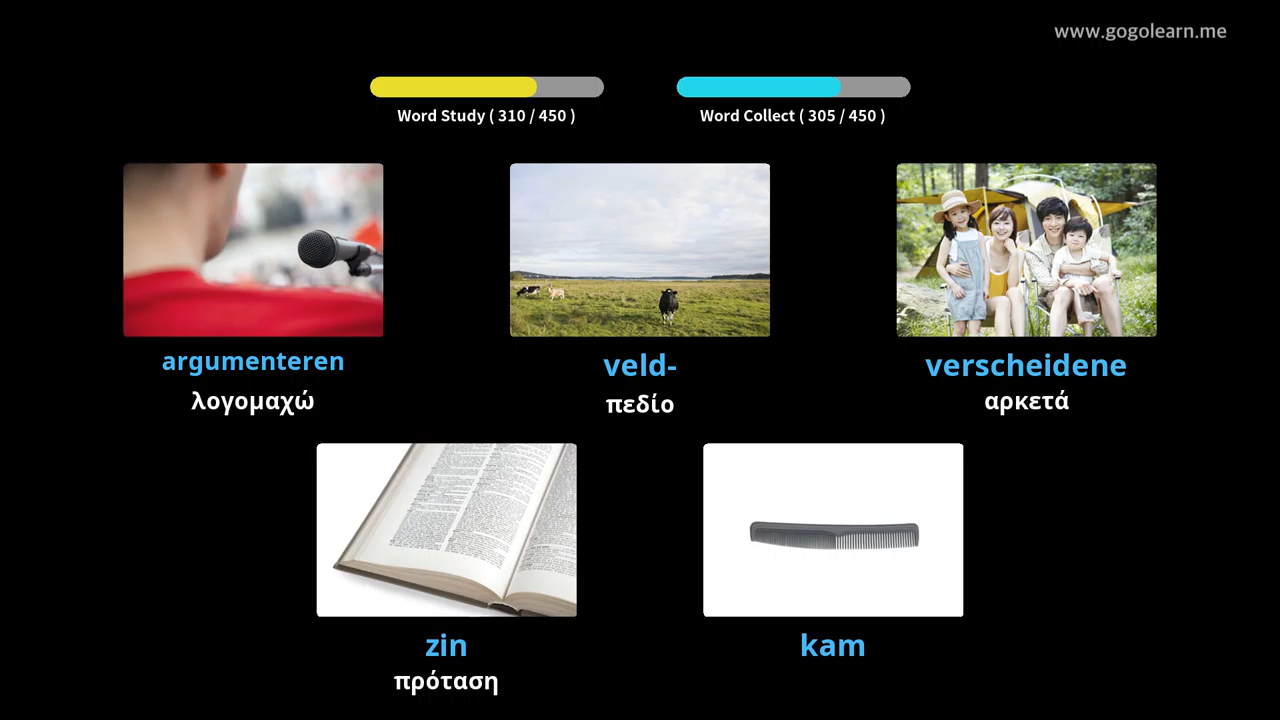 www.gogolearn.me
Word Study ( 310 / 450 )
Word Collect ( 305 / 450 )
argumenteren
λογομαχώ
veld-
πεδίο
verscheidene
αρκετά
zin
πρόταση
kam